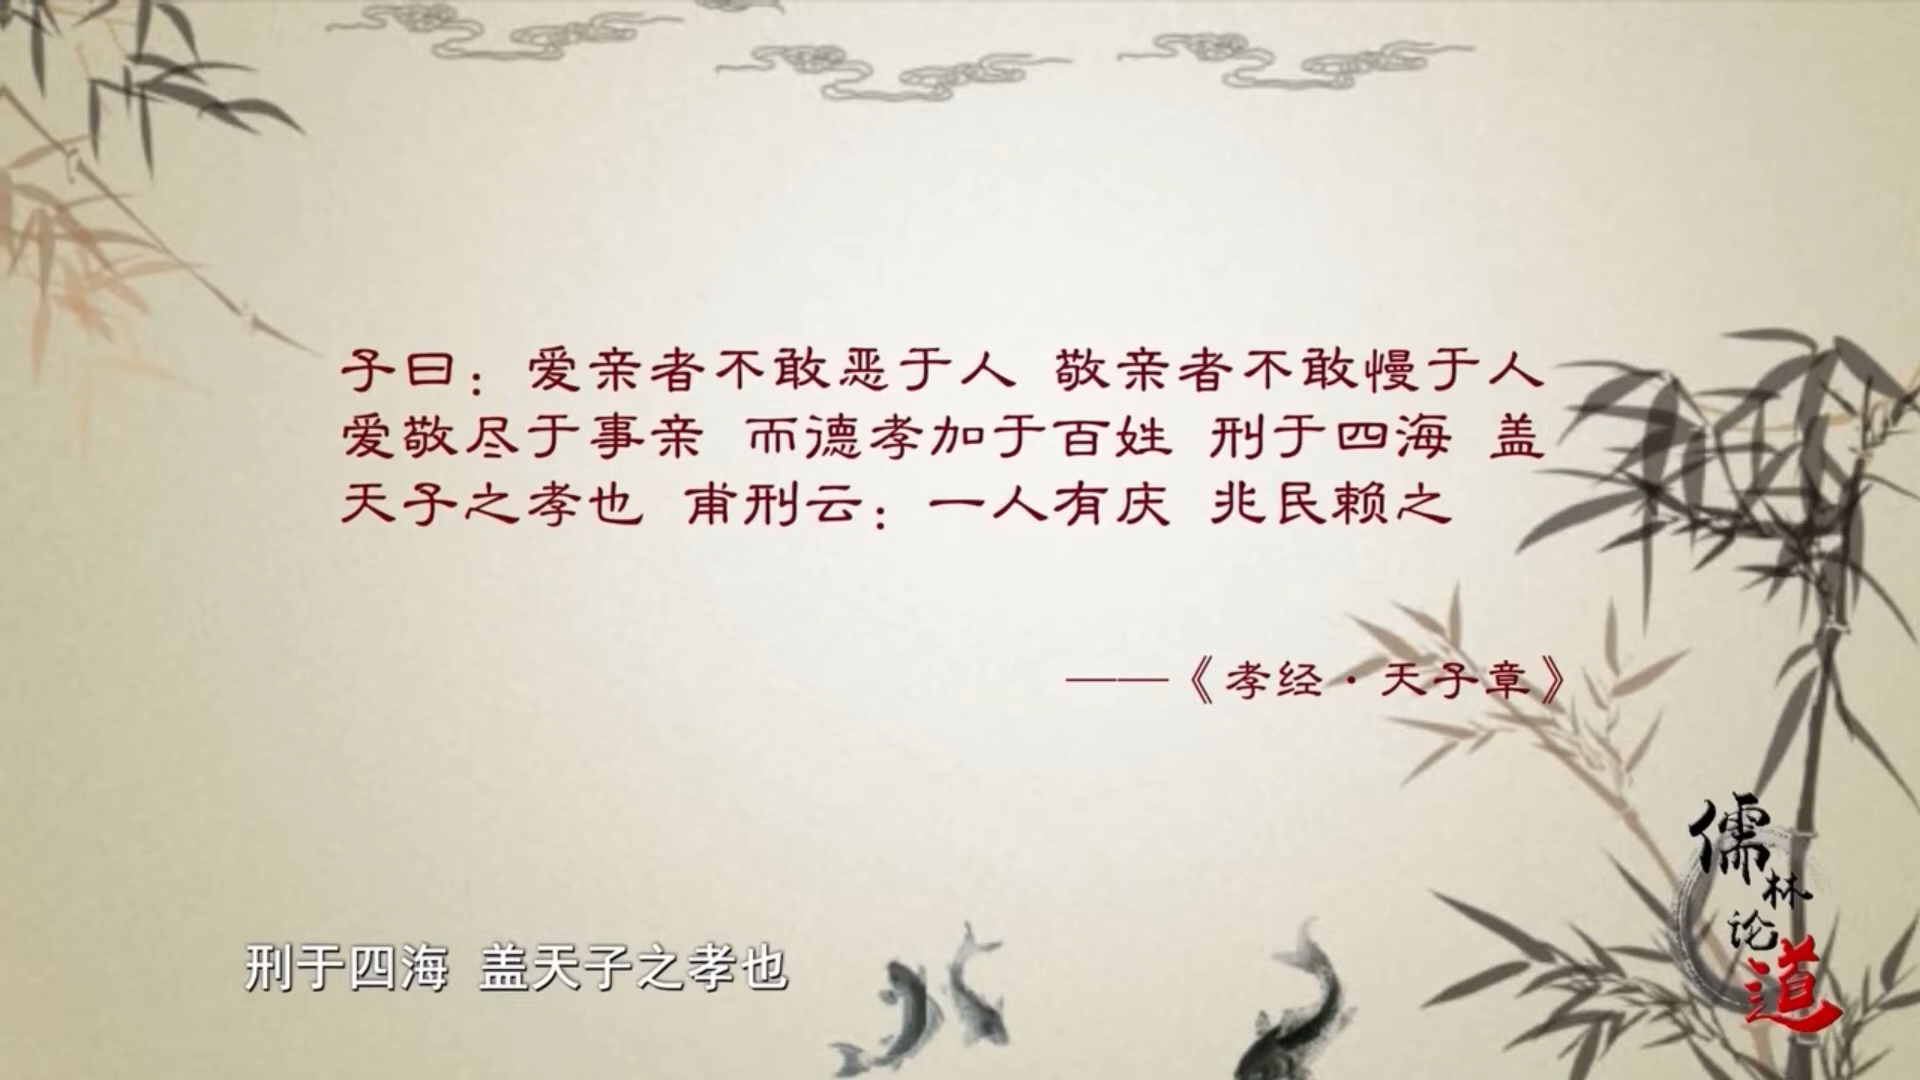 子曰：爱亲者不敢恶于人 敬亲者不敢慢于人
爱敬尽于事亲 而德孝加于百姓 刑于四海 盖
天子之孝也 甫刑云：一人有庆 兆民赖之
——《孝经·天子章》
刑于四海 盖天子之孝也
儒林论道